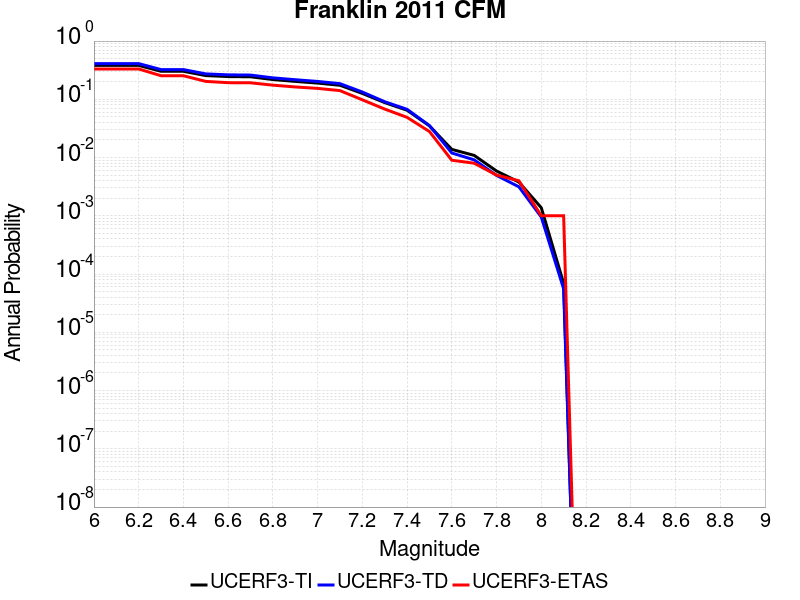 Franklin 2011 CFM
10^0
10^-1
10^-2
10^-3
10^-4
10^-5
10^-6
10^-7
10^-8
Annual Probability
6 6.2 6.4 6.6 6.8 7 7.2 7.4 7.6 7.8 8 8.2 8.4 8.6 8.8 9
Magnitude
UCERF3-TI UCERF3-TD UCERF3-ETAS